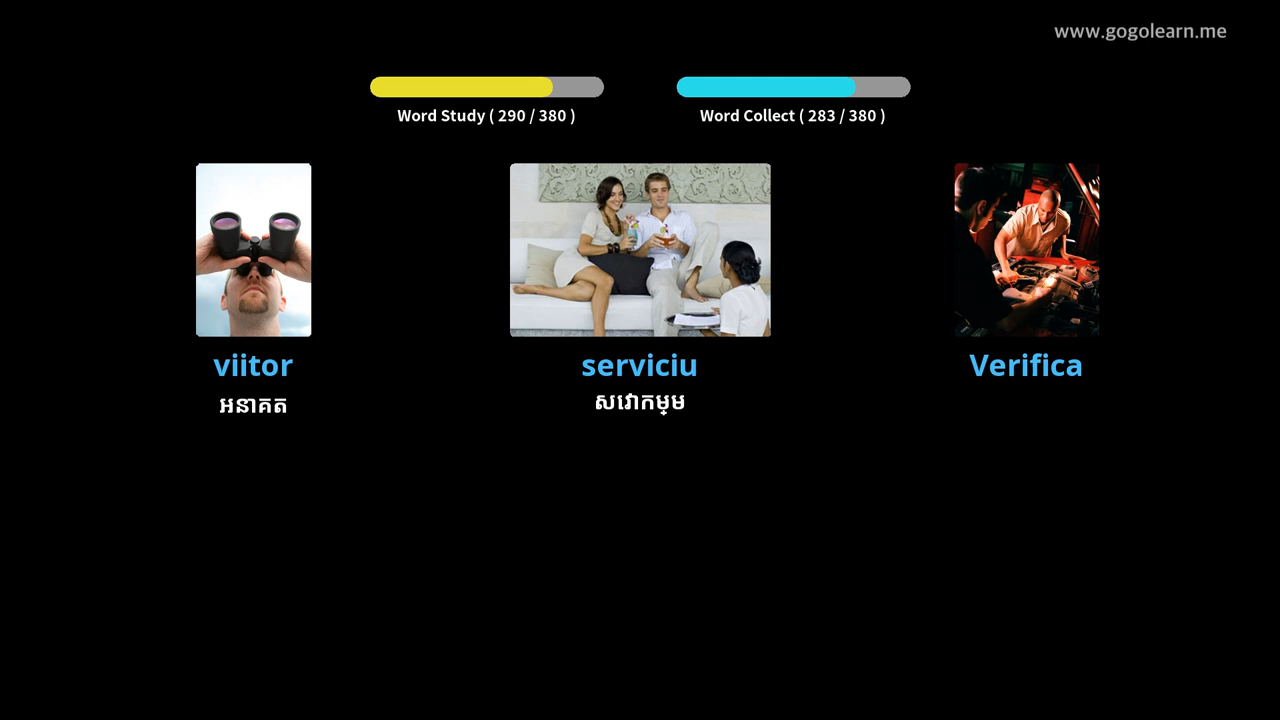 www.gogolearn.me
Word Study ( 290 / 380 )
Word Collect ( 283 / 380 )
viitor
serviciu
Verifica
អនាគត
សវោកម្ម